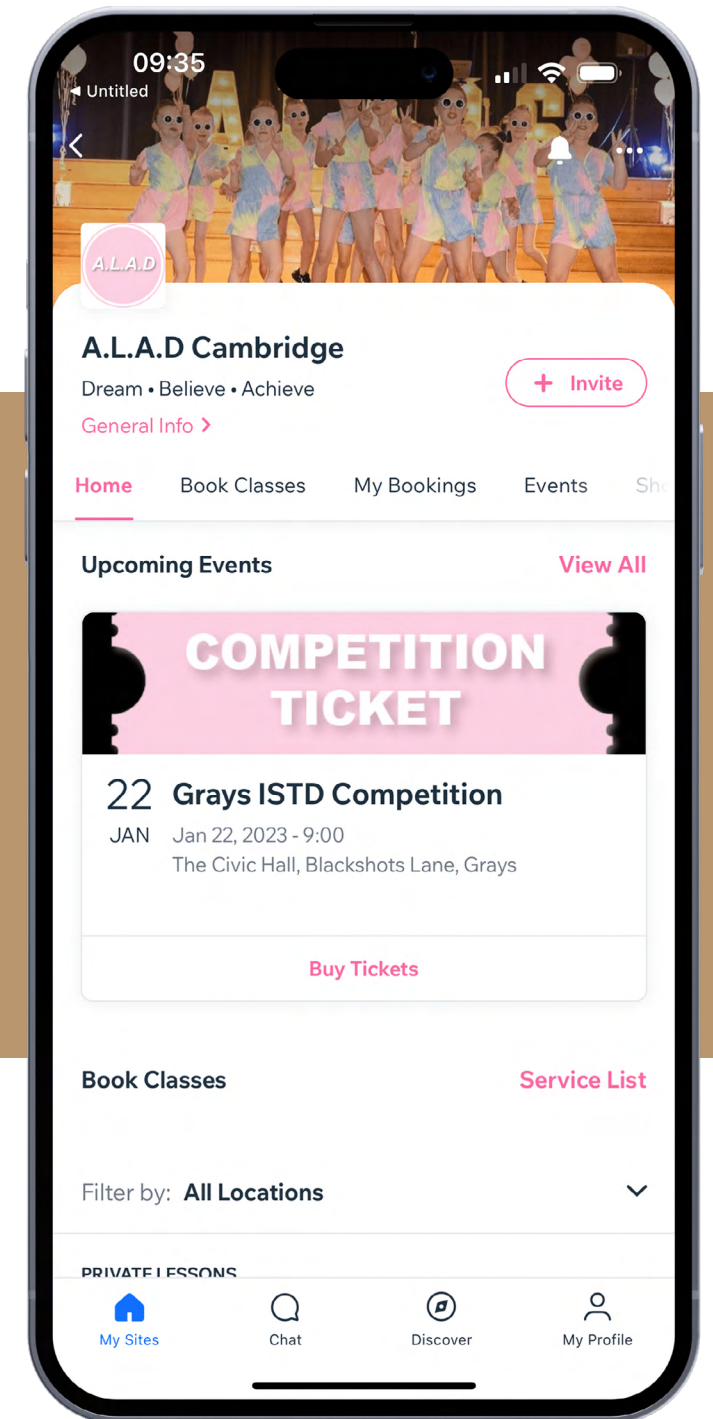 09:35
◀ Untitled
A.L.A.D
A.L.A.D Cambridge
Dream • Believe • Achieve
+ Invite
General Info >
Home Book Classes My Bookings Events
Upcoming Events View All
COMPETITION
TICKET
22 Grays ISTD Competition
JAN Jan 22, 2023 - 9:00
The Civic Hall, Blackshots Lane, Grays
Buy Tickets
Book Classes Service List
Filter by: All Locations
PRIVATE LESSONS
My Sites Chat Discover My Profile